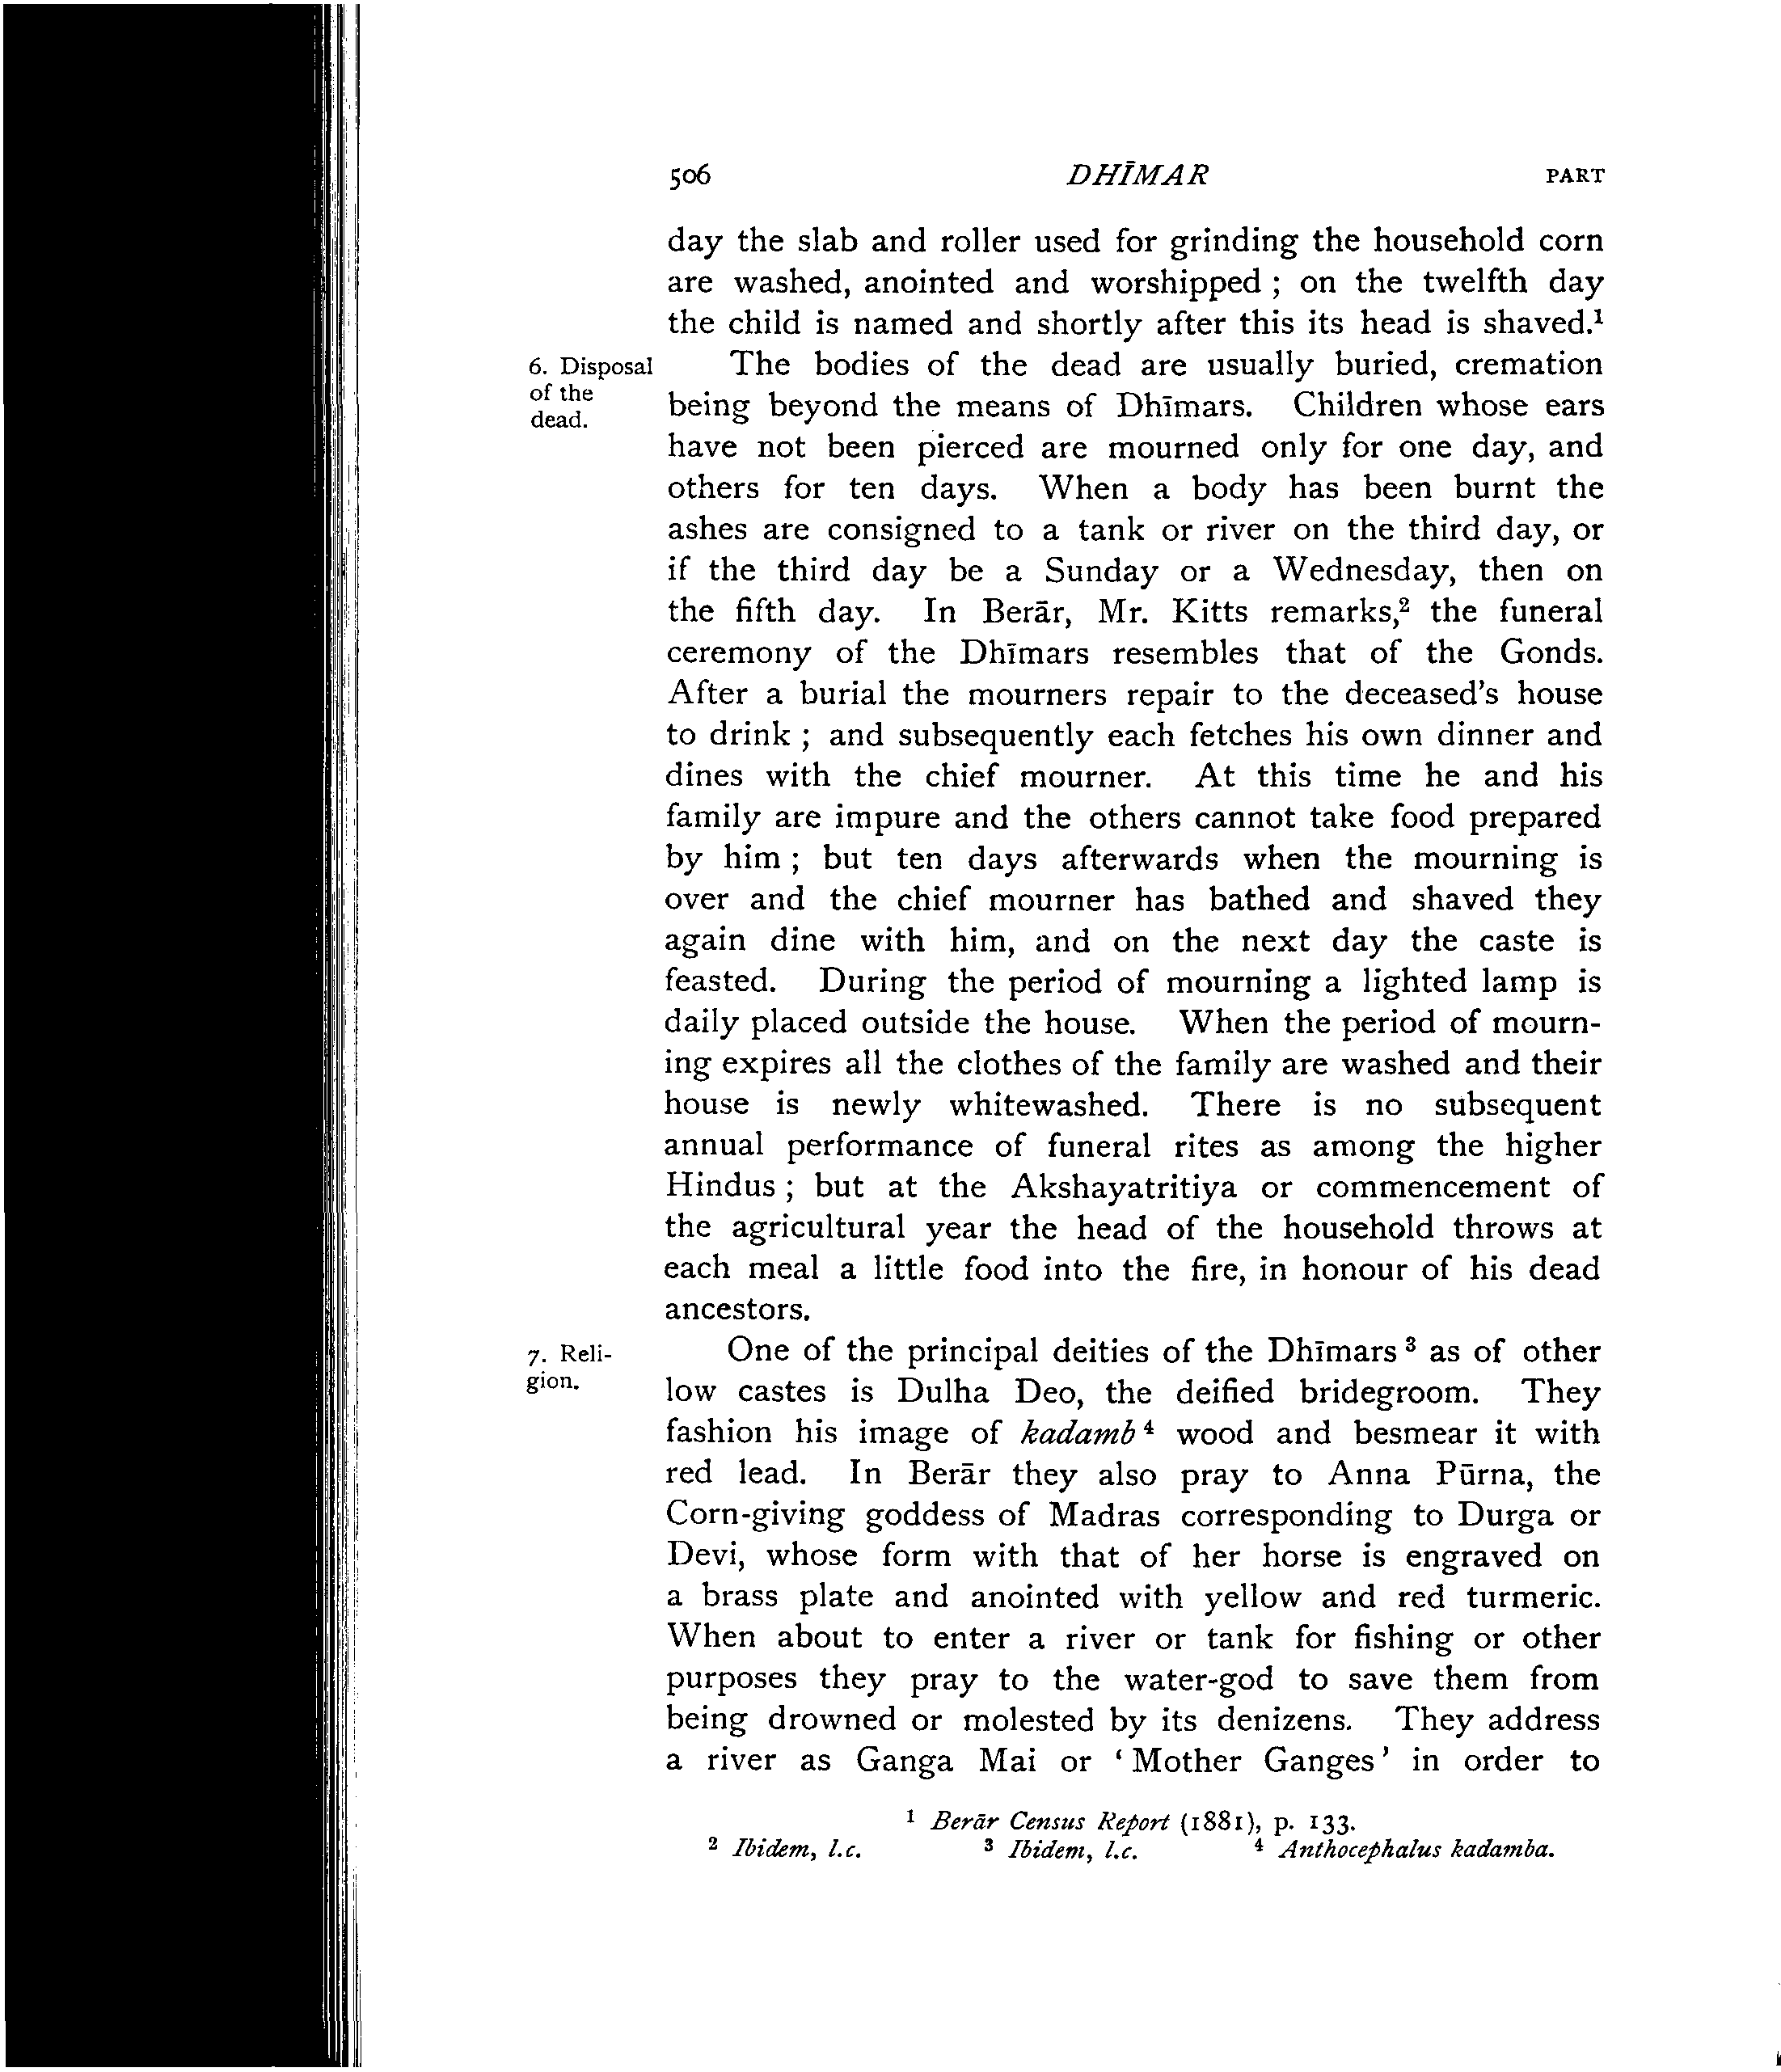 506 DHĪMAR PART
day the slab and roller used for grinding the household corn
are washed, anointed and worshipped ; on the twelfth day
the child is named and shortly after this its head is shaved.¹
6. Disposal
of the
dead.
The bodies of the dead are usually buried, cremation
being beyond the means of Dhīmars. Children whose ears
have not been pierced are mourned only for one day, and
others for ten days. When a body has been burnt the
ashes are consigned to a tank or river on the third day, or
if the third day be a Sunday or a Wednesday, then on
the fifth day. In Berār, Mr. Kitts remarks,² the funeral
ceremony of the Dhīmars resembles that of the Gonds.
After a burial the mourners repair to the deceased's house
to drink ; and subsequently each fetches his own dinner and
dines with the chief mourner. At this time he and his
family are impure and the others cannot take food prepared
by him ; but ten days afterwards when the mourning is
over and the chief mourner has bathed and shaved they
again dine with him, and on the next day the caste is
feasted. During the period of mourning a lighted lamp is
daily placed outside the house. When the period of mourn-
ing expires all the clothes of the family are washed and their
house is newly whitewashed. There is no subsequent
annual performance of funeral rites as among the higher
Hindus ; but at the Akshayatritiya or commencement of
the agricultural year the head of the household throws at
each meal a little food into the fire, in honour of his dead
ancestors.
7. Reli-
gion.
One of the principal deities of the Dhīmars ³ as of other
low castes is Dulha Deo, the deified bridegroom. They
fashion his image of kadamb ⁴ wood and besmear it with
red lead. In Berār they also pray to Anna Pūrna, the
Corn-giving goddess of Madras corresponding to Durga or
Devi, whose form with that of her horse is engraved on
a brass plate and anointed with yellow and red turmeric.
When about to enter a river or tank for fishing or other
purposes they pray to the water-god to save them from
being drowned or molested by its denizens. They address
a river as Ganga Mai or ‘ Mother Ganges ’ in order to
¹ Berār Census Report (1881), p. 133.
² Ibidem, l.c. ³ Ibidem, l.c. ⁴ Anthocephalus kadamba.